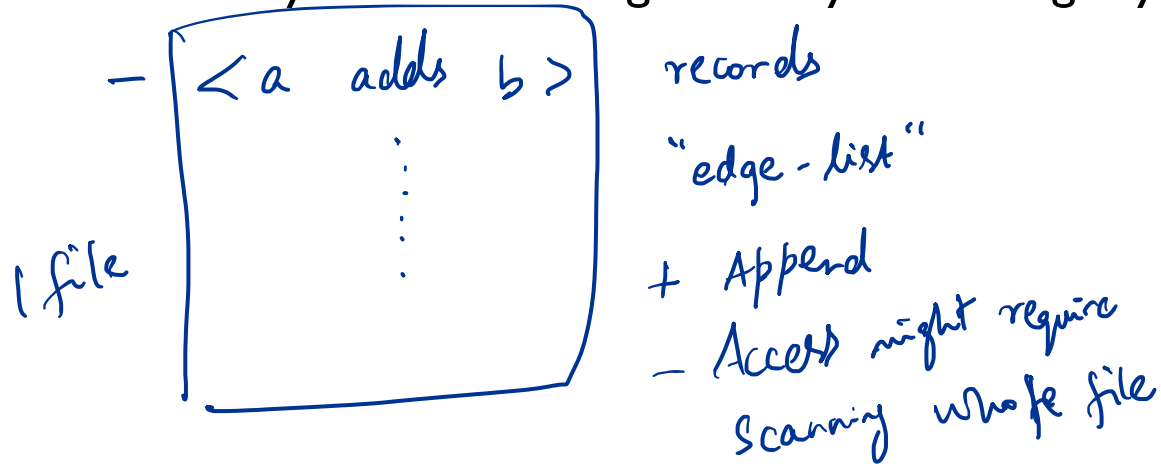 - < a adds b > records
"edge-list"
1 file
+ Append
- Access might require
scanning whole file